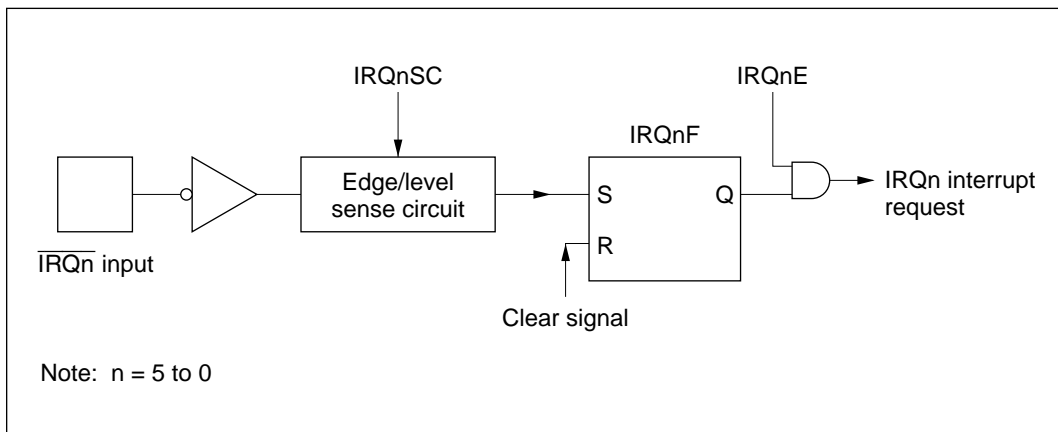 IRQnSC
IRQnE
IRQnF
Edge/level
sense circuit
S
Q
R
IRQn interrupt
request
IRQn input
Clear signal
Note: n = 5 to 0